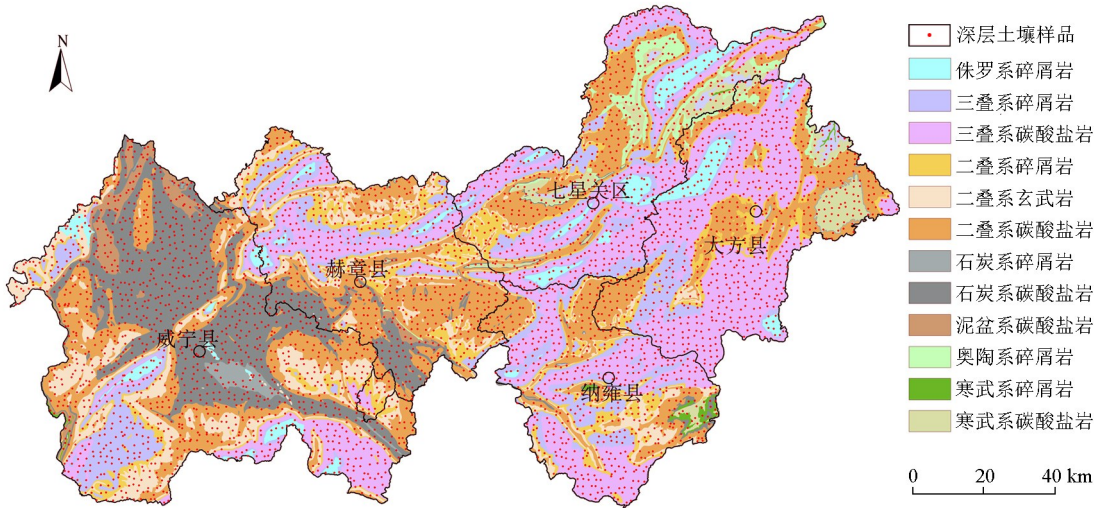 N
深层土壤样品
侏罗系碎屑岩
三叠系碎屑岩
三叠系碳酸盐岩
二叠系碎屑岩
二叠系玄武岩
二叠系碳酸盐岩
石炭系碎屑岩
石炭系碳酸盐岩
泥盆系碳酸盐岩
奥陶系碎屑岩
寒武系碎屑岩
寒武系碳酸盐岩
七星关区
大方县
赫章县
威宁县
纳雍县
0 20 40 km